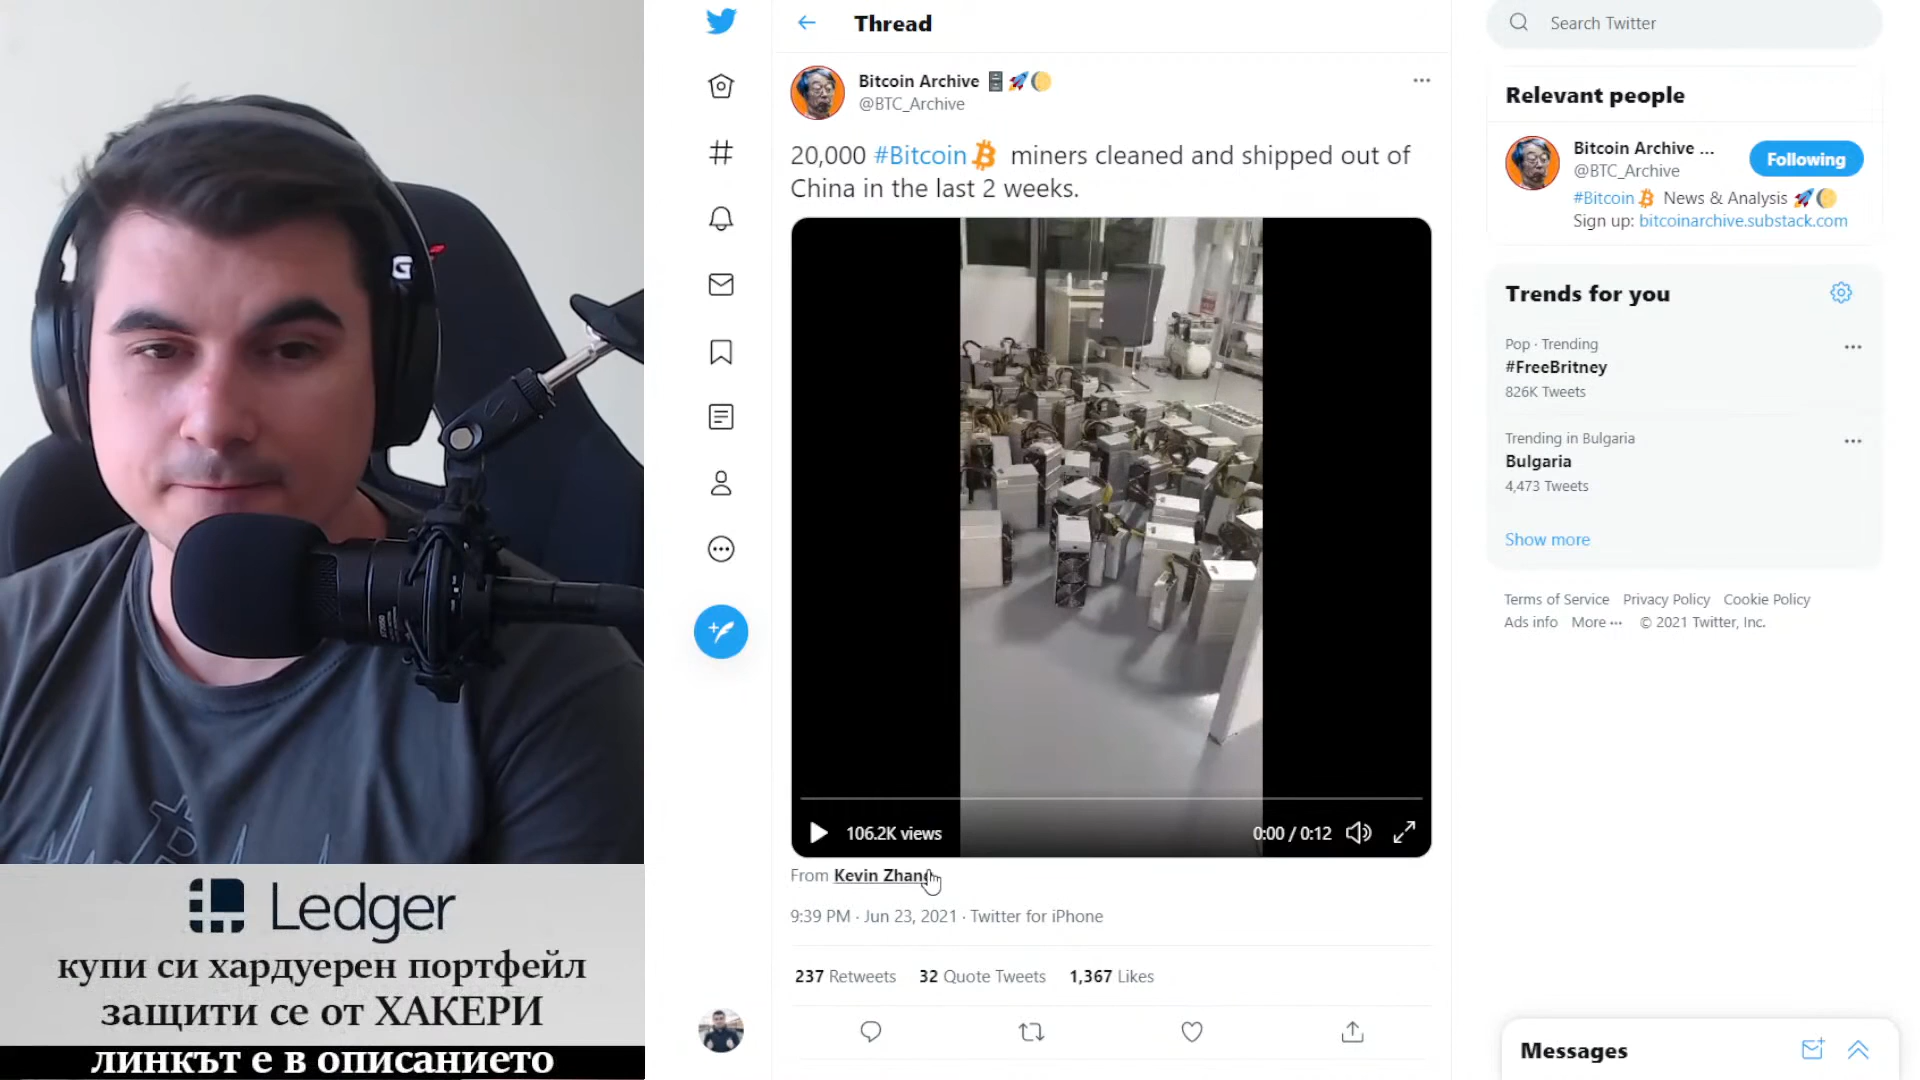 Thread
Search Twitter
Bitcoin Archive
@BTC_Archive
20,000 #Bitcoin miners cleaned and shipped out of
China in the last 2 weeks.
106.2K views
0:00 / 0:12
From Kevin Zhang
9:39 PM · Jun 23, 2021 · Twitter for iPhone
237 Retweets 32 Quote Tweets 1,367 Likes
Relevant people
Bitcoin Archive ...
@BTC_Archive
Following
#Bitcoin News & Analysis
Sign up: bitcoinarchive.substack.com
Trends for you
Pop · Trending
#FreeBritney
826K Tweets
Trending in Bulgaria
Bulgaria
4,473 Tweets
Show more
Terms of Service Privacy Policy Cookie Policy
Ads info More ··· © 2021 Twitter, Inc.
Messages
G
Ledger
купи си хардуерен портфейл
защити се от ХАКЕРИ
линкът е в описанието